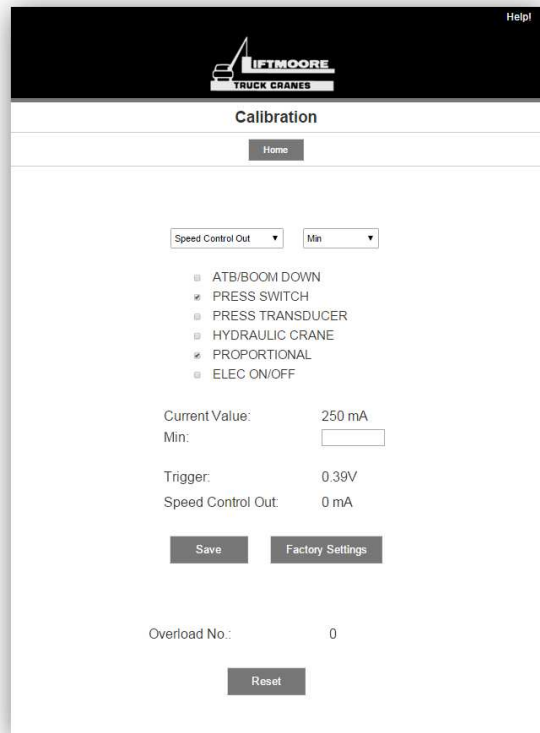 Help!
LIFTMOORE
TRUCK CRANES
Calibration
Home
Speed Control Out ▼ Min ▼
ATB/BOOM DOWN
PRESS SWITCH
PRESS TRANSDUCER
HYDRAULIC CRANE
PROPORTIONAL
ELEC ON/OFF
Current Value: 250 mA
Min:
Trigger: 0.39V
Speed Control Out: 0 mA
Save Factory Settings
Overload No.: 0
Reset